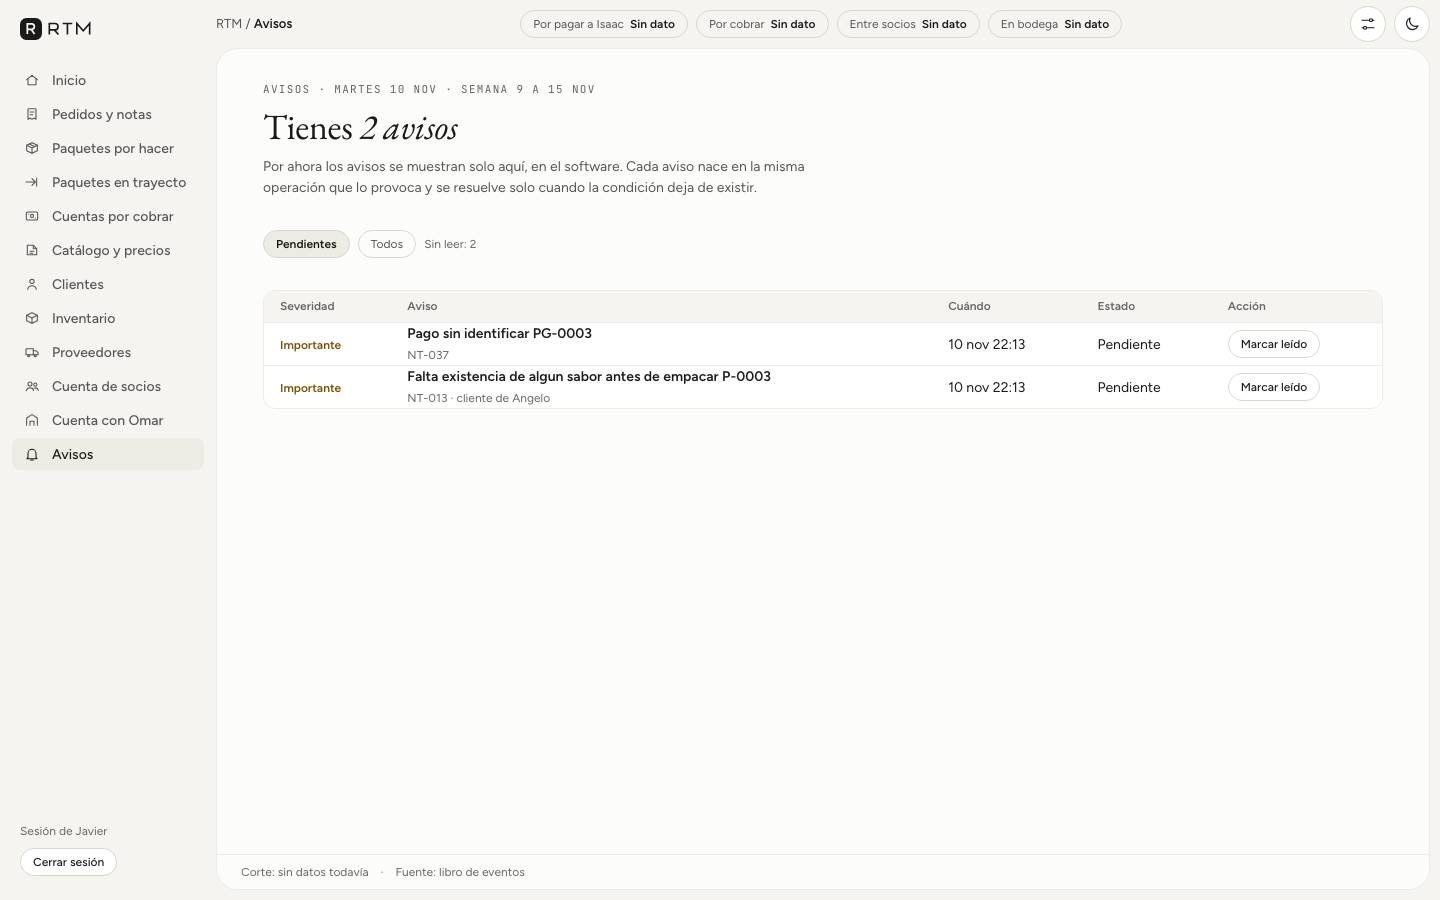 R RTM
RTM / Avisos
Por pagar a Isaac Sin dato
Por cobrar Sin dato
Entre socios Sin dato
En bodega Sin dato
Inicio
Pedidos y notas
Paquetes por hacer
Paquetes en trayecto
Cuentas por cobrar
Catálogo y precios
Clientes
Inventario
Proveedores
Cuenta de socios
Cuenta con Omar
Avisos
Sesión de Javier
Cerrar sesión
AVISOS · MARTES 10 NOV · SEMANA 9 A 15 NOV
Tienes 2 avisos
Por ahora los avisos se muestran solo aquí, en el software. Cada aviso nace en la misma
operación que lo provoca y se resuelve solo cuando la condición deja de existir.
Pendientes Todos Sin leer: 2
Severidad Aviso Cuándo Estado Acción
Importante Pago sin identificar PG-0003 10 nov 22:13 Pendiente Marcar leído
NT-037
Importante Falta existencia de algun sabor antes de empacar P-0003 10 nov 22:13 Pendiente Marcar leído
NT-013 · cliente de Angelo
Corte: sin datos todavía · Fuente: libro de eventos